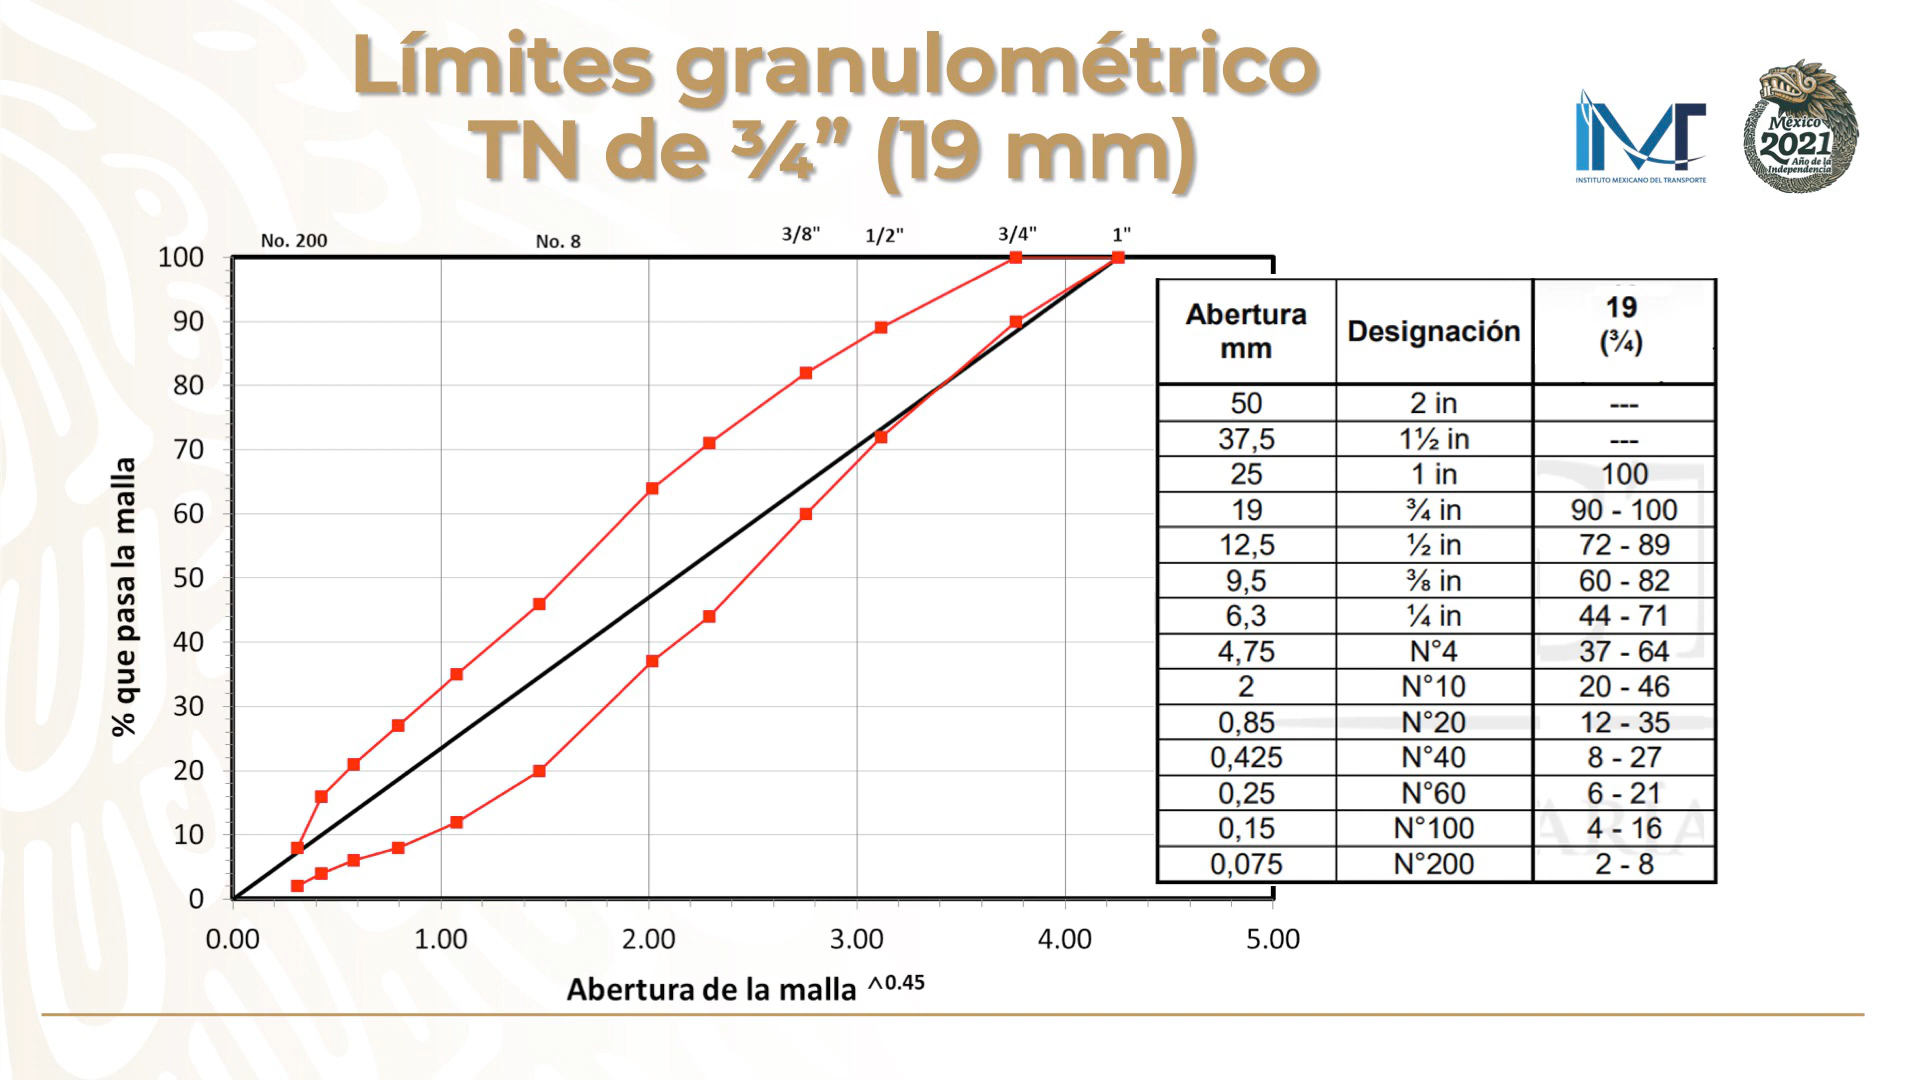 Límites granulométrico
TN de ¾” (19 mm)
INSTITUTO MEXICANO DEL TRANSPORTE
México
2021
Año de la
Independencia
No. 200
No. 8
3/8"
1/2"
3/4"
1"
100
90
80
70
60
50
40
30
20
10
0
% que pasa la malla
0.00 1.00 2.00 3.00 4.00 5.00
Abertura de la malla ^0.45
Abertura mm Designación 19 (¾)
50 2 in ---
37,5 1½ in ---
25 1 in 100
19 ¾ in 90 - 100
12,5 ½ in 72 - 89
9,5 ⅜ in 60 - 82
6,3 ¼ in 44 - 71
4,75 N°4 37 - 64
2 N°10 20 - 46
0,85 N°20 12 - 35
0,425 N°40 8 - 27
0,25 N°60 6 - 21
0,15 N°100 4 - 16
0,075 N°200 2 - 8